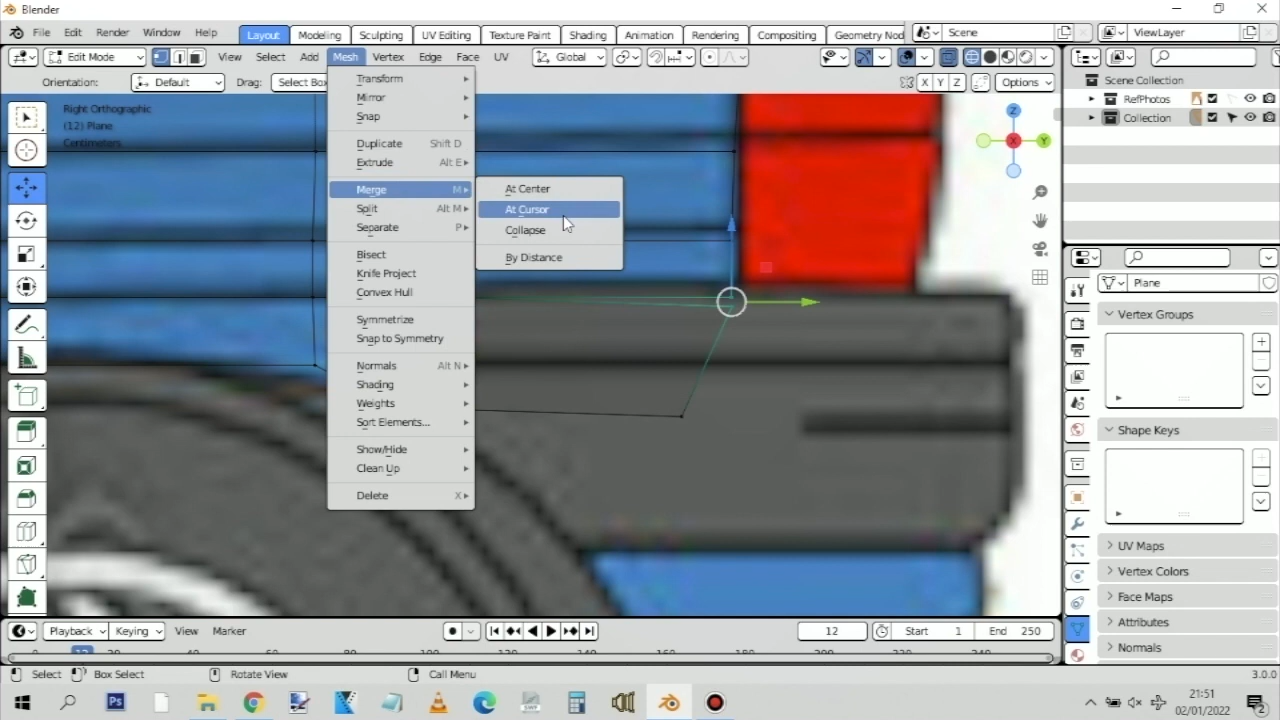 Blender
File Edit Render Window Help
Layout Modeling Sculpting UV Editing Texture Paint Shading Animation Rendering Compositing Geometry Nod
Scene
ViewLayer
Edit Mode
View Select Add Mesh Vertex Edge Face UV
Global
Orientation: Default Drag: Select Box
X Y Z Options
Right Orthographic
(12) Plane
Centimeters
Transform
Mirror
Snap
Duplicate Shift D
Extrude Alt E
Merge M
Split Alt M
Separate P
Bisect
Knife Project
Convex Hull
Symmetrize
Snap to Symmetry
Normals Alt N
Shading
Weights
Sort Elements...
Show/Hide
Clean Up
Delete X
At Center
At Cursor
Collapse
By Distance
Z
X
Y
Scene Collection
RefPhotos
Collection
Plane
Vertex Groups
Shape Keys
UV Maps
Vertex Colors
Face Maps
Attributes
Normals
Playback Keying View Marker
12 Start 1 End 250
Select Box Select Rotate View Call Menu 3.0.0
Ps
21:51
02/01/2022
2